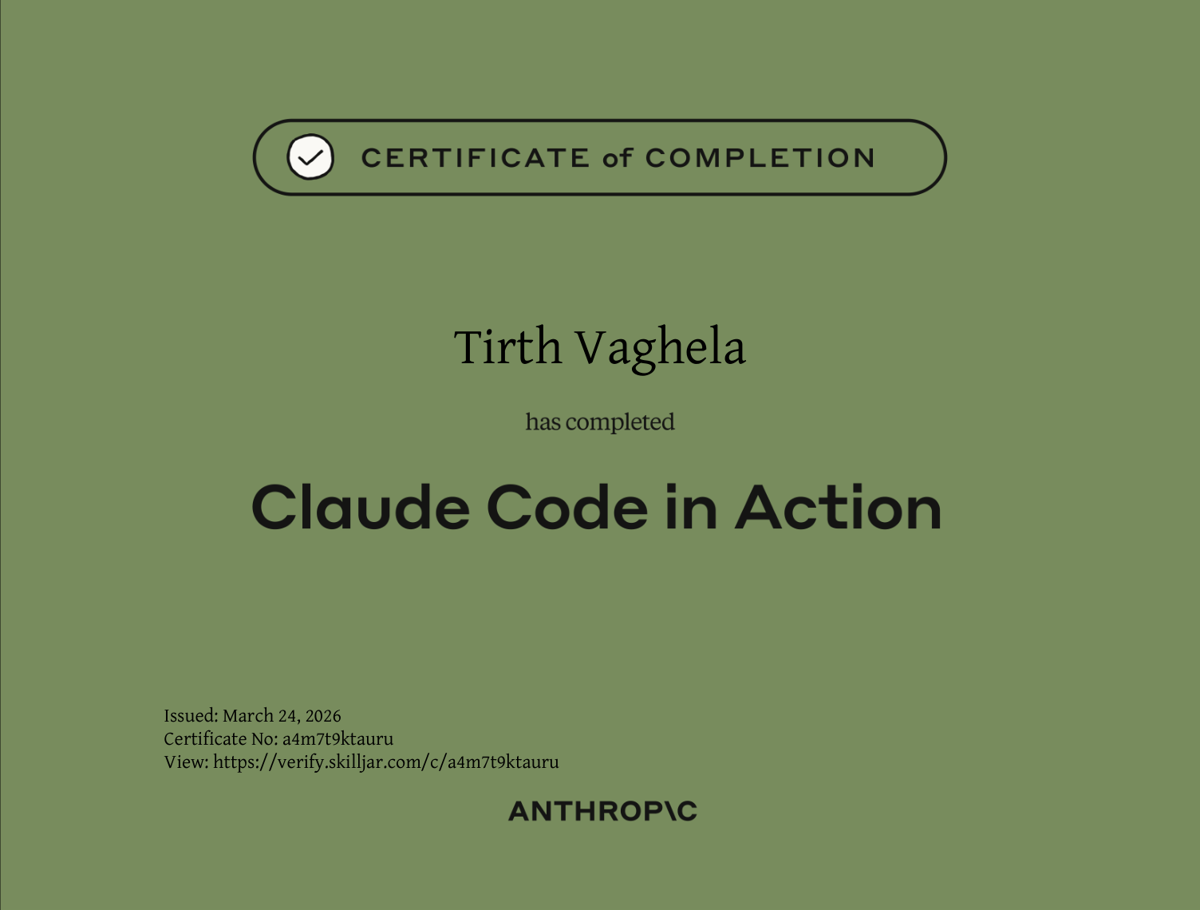 CERTIFICATE of COMPLETION
Tirth Vaghela
has completed
Claude Code in Action
Issued: March 24, 2026
Certificate No: a4m7t9ktauru
View: https://verify.skilljar.com/c/a4m7t9ktauru
ANTHROP\C